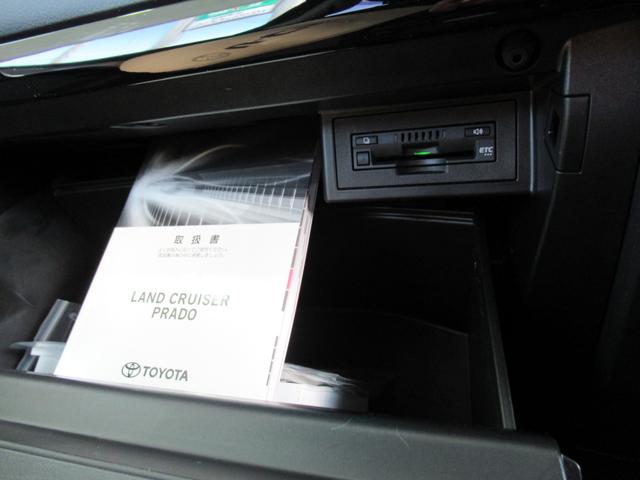 ETC
取扱書
LAND CRUISER
PRADO
TOYOTA